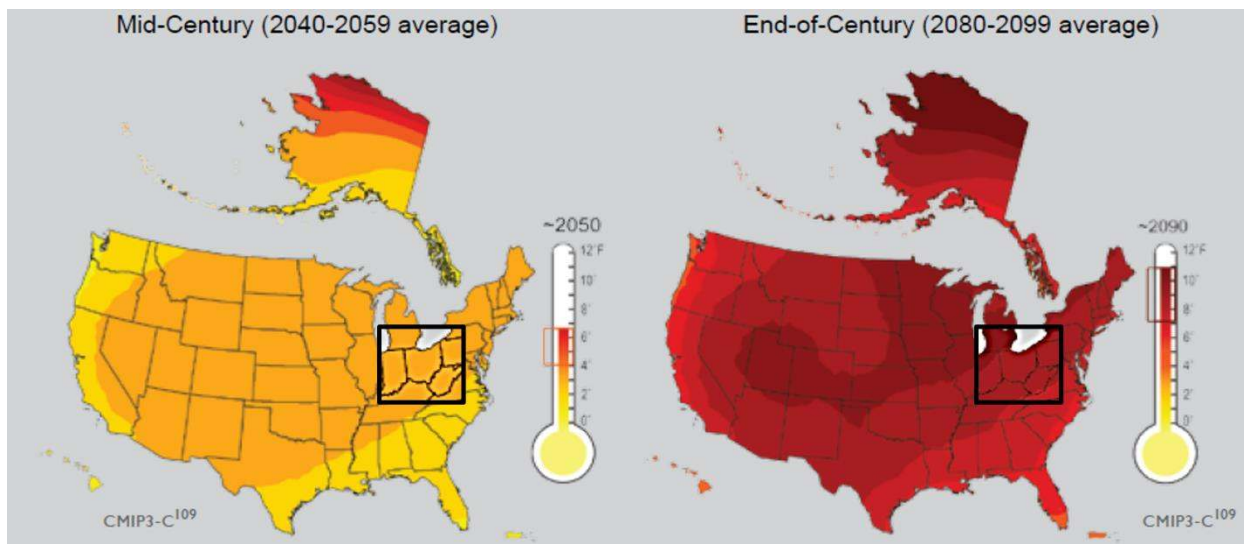 Mid-Century (2040-2059 average)
End-of-Century (2080-2099 average)
~2050
12°F
10°
8°
6°
4°
2°
0°
~2090
12°F
10°
8°
6°
4°
2°
0°
CMIP3-C109
CMIP3-C109